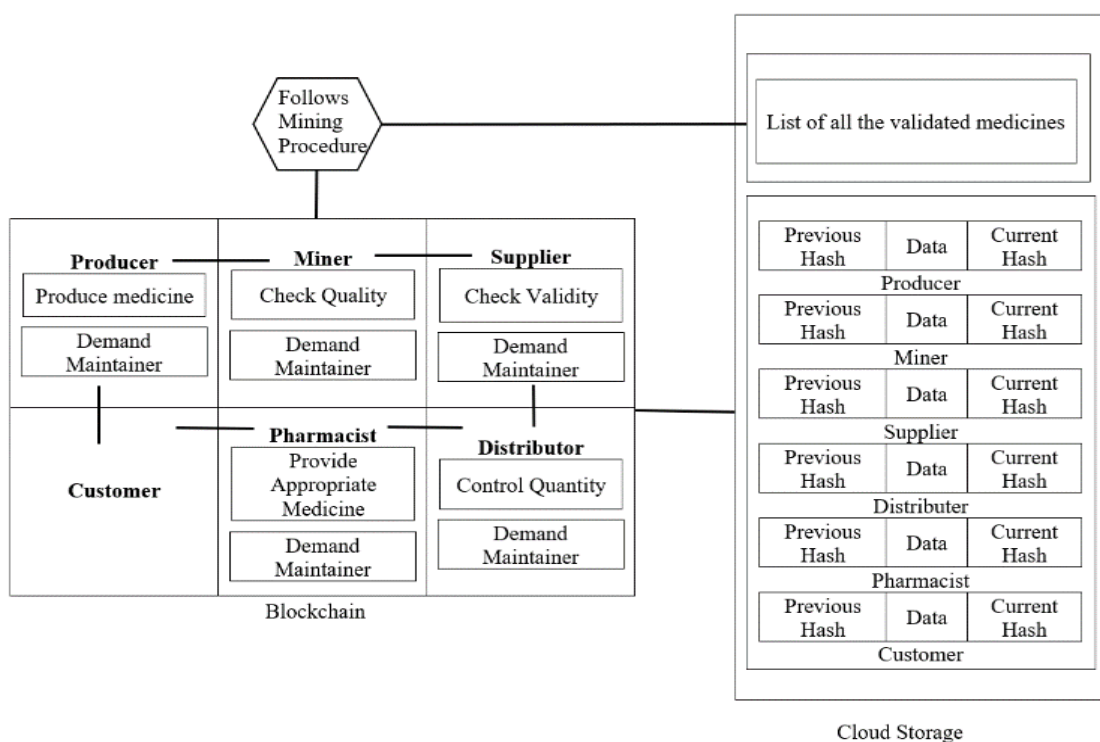 Follows
Mining
Procedure
List of all the validated medicines
Producer
Produce medicine
Demand
Maintainer
Miner
Check Quality
Demand
Maintainer
Supplier
Check Validity
Demand
Maintainer
Customer
Pharmacist
Provide
Appropriate
Medicine
Demand
Maintainer
Distributor
Control Quantity
Demand
Maintainer
Blockchain
Previous
Hash
Data
Current
Hash
Producer
Previous
Hash
Data
Current
Hash
Miner
Previous
Hash
Data
Current
Hash
Supplier
Previous
Hash
Data
Current
Hash
Distributer
Previous
Hash
Data
Current
Hash
Pharmacist
Previous
Hash
Data
Current
Hash
Customer
Cloud Storage